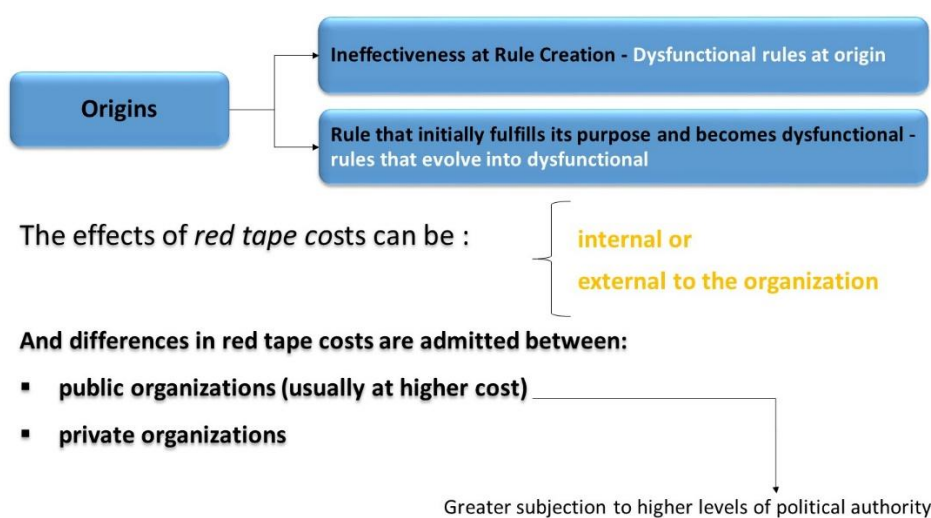 Origins
Ineffectiveness at Rule Creation - Dysfunctional rules at origin
Rule that initially fulfills its purpose and becomes dysfunctional -
rules that evolve into dysfunctional
The effects of red tape costs can be :
internal or
external to the organization
And differences in red tape costs are admitted between:
▪ public organizations (usually at higher cost)
▪ private organizations
Greater subjection to higher levels of political authority